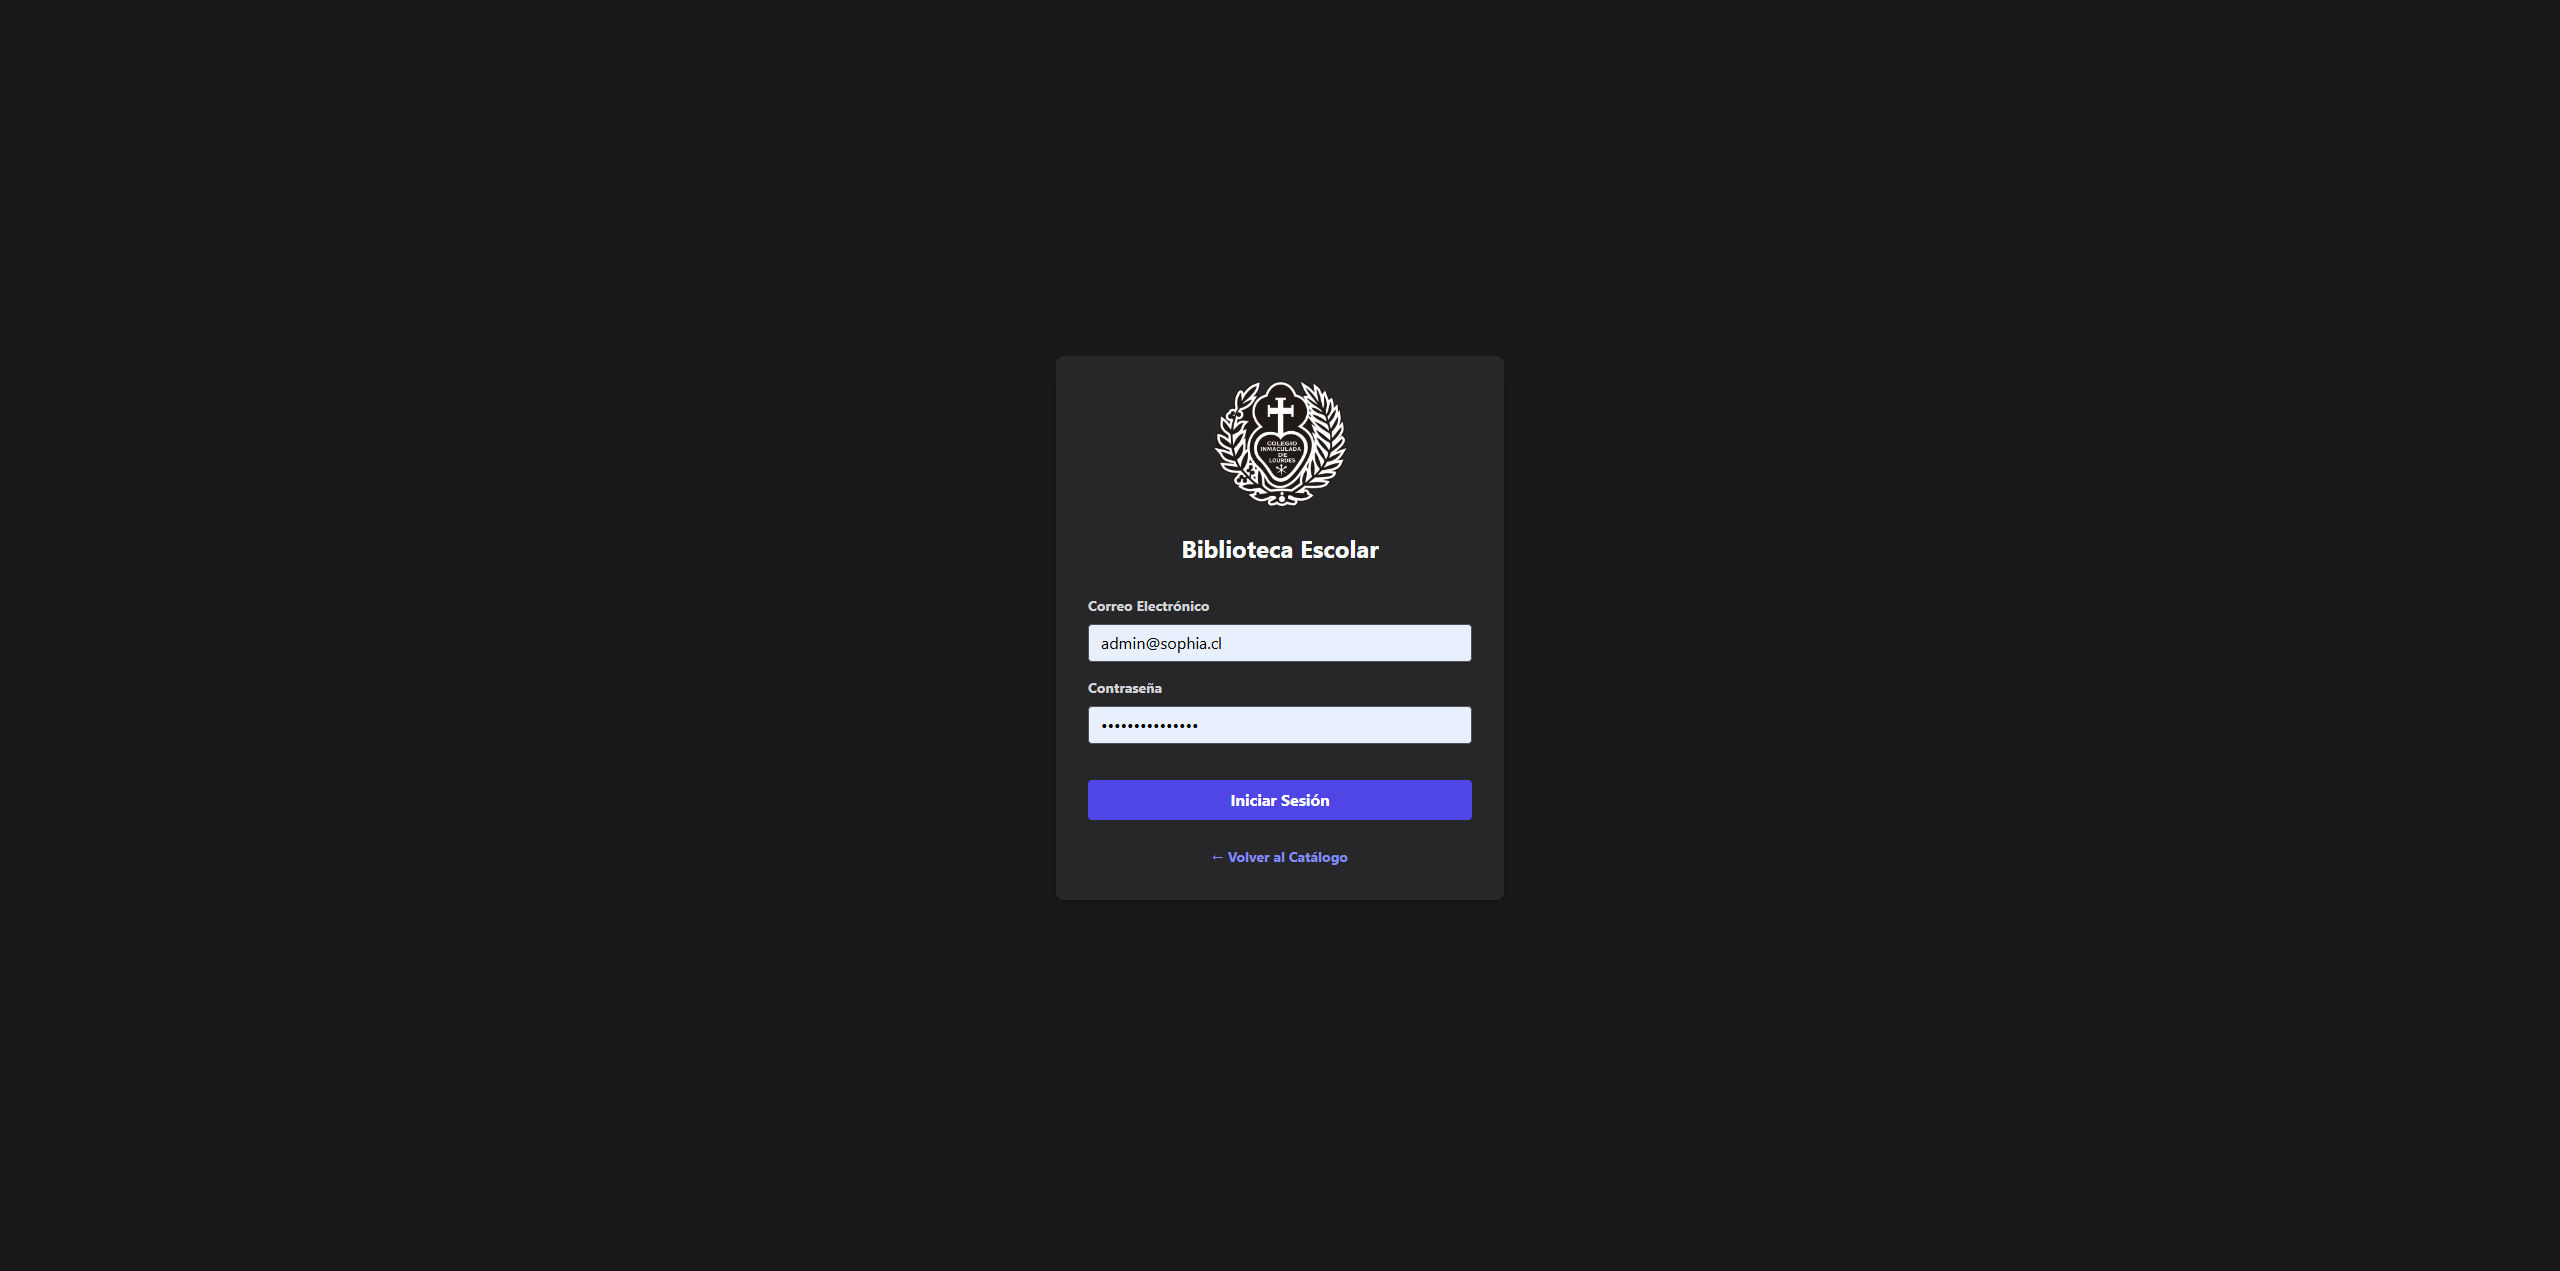 COLEGIO
INMACULADA
DE
LOURDES
Biblioteca Escolar
Correo Electrónico
admin@sophia.cl
Contraseña
•••••••••••••••
Iniciar Sesión
← Volver al Catálogo